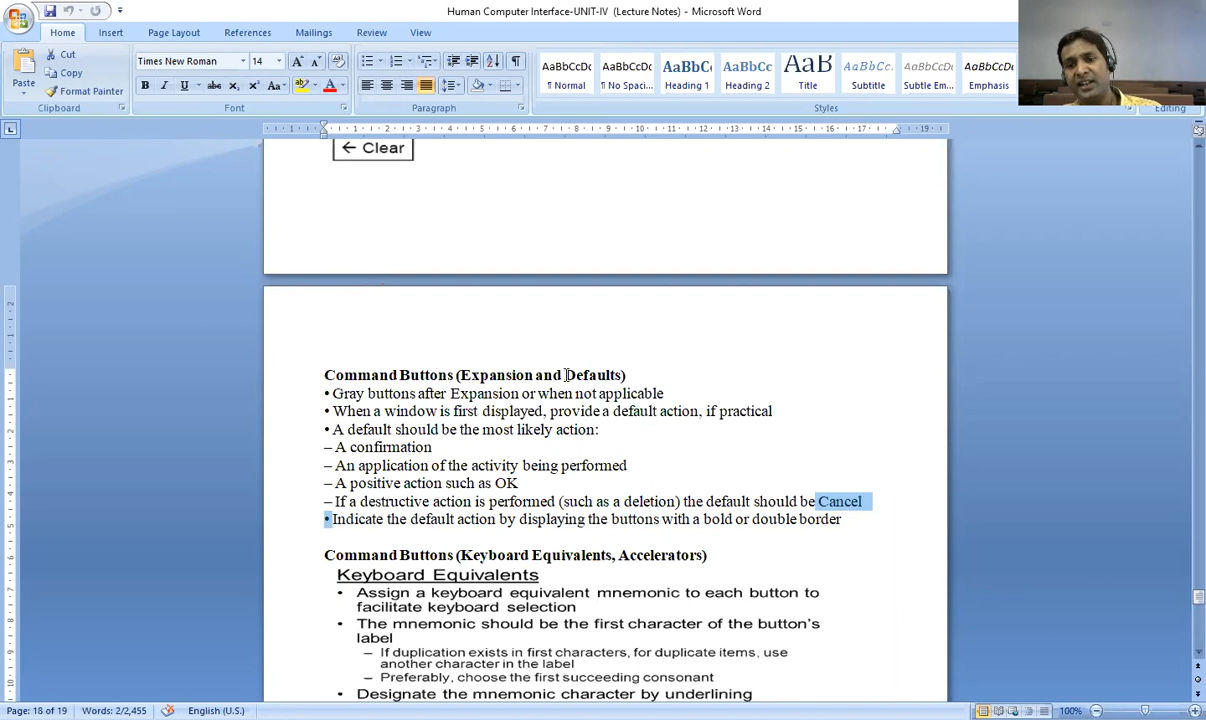 Human Computer Interface-UNIT-IV (Lecture Notes) - Microsoft Word
Home Insert Page Layout References Mailings Review View
Paste
Cut
Copy
Format Painter
Times New Roman 14
B I U abc x₂ x² Aa
AaBbCcDc AaBbCcDc AaBbC AaBbCc AaB AaBbCcL AaBbCcDc AaBbCcDc
¶ Normal ¶ No Spaci... Heading 1 Heading 2 Title Subtitle Subtle Em... Emphasis
Clipboard Font Paragraph Styles Editing
← Clear
Command Buttons (Expansion and Defaults)
• Gray buttons after Expansion or when not applicable
• When a window is first displayed, provide a default action, if practical
• A default should be the most likely action:
– A confirmation
– An application of the activity being performed
– A positive action such as OK
– If a destructive action is performed (such as a deletion) the default should be Cancel
• Indicate the default action by displaying the buttons with a bold or double border
Command Buttons (Keyboard Equivalents, Accelerators)
Keyboard Equivalents
• Assign a keyboard equivalent mnemonic to each button to
facilitate keyboard selection
• The mnemonic should be the first character of the button's
label
– If duplication exists in first characters, for duplicate items, use
another character in the label
– Preferably, choose the first succeeding consonant
• Designate the mnemonic character by underlining
Page: 18 of 19 Words: 2/2,455 English (U.S.) 100%